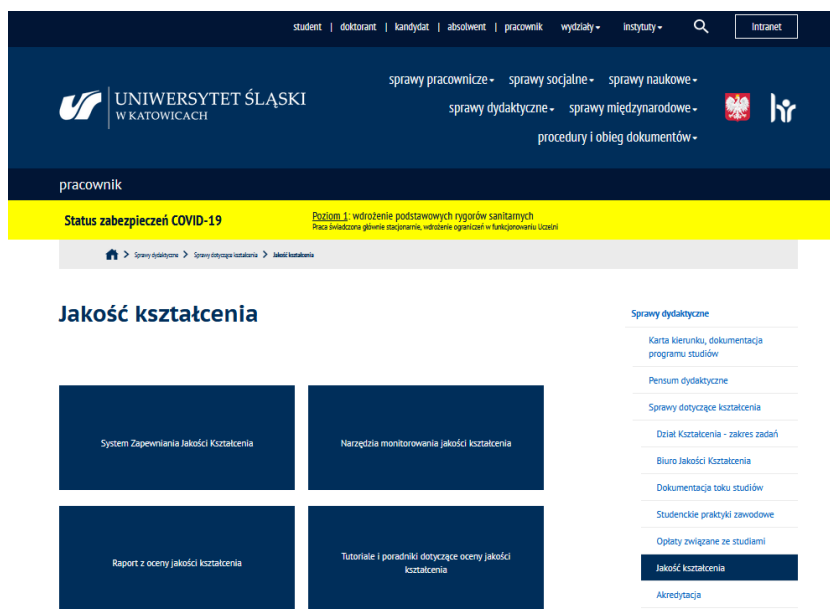 student | doktorant | kandydat | absolwent | pracownik wydziały instytuty Intranet
UNIWERSYTET ŚLĄSKI
W KATOWICACH
sprawy pracownicze sprawy socjalne sprawy naukowe
sprawy dydaktyczne sprawy międzynarodowe
procedury i obieg dokumentów
hr
pracownik
Status zabezpieczeń COVID-19
Poziom 1: wdrożenie podstawowych rygorów sanitarnych
Praca świadczona głównie stacjonarnie, wdrożenie ograniczeń w funkcjonowaniu Uczelni
Sprawy dydaktyczne > Sprawy dotyczące kształcenia > Jakość kształcenia
Jakość kształcenia
System Zapewniania Jakości Kształcenia
Narzędzia monitorowania jakości kształcenia
Raport z oceny jakości kształcenia
Tutoriale i poradniki dotyczące oceny jakości
kształcenia
Sprawy dydaktyczne
Karta kierunku, dokumentacja
programu studiów
Pensum dydaktyczne
Sprawy dotyczące kształcenia
Dział Kształcenia - zakres zadań
Biuro Jakości Kształcenia
Dokumentacja toku studiów
Studenckie praktyki zawodowe
Opłaty związane ze studiami
Jakość kształcenia
Akredytacja